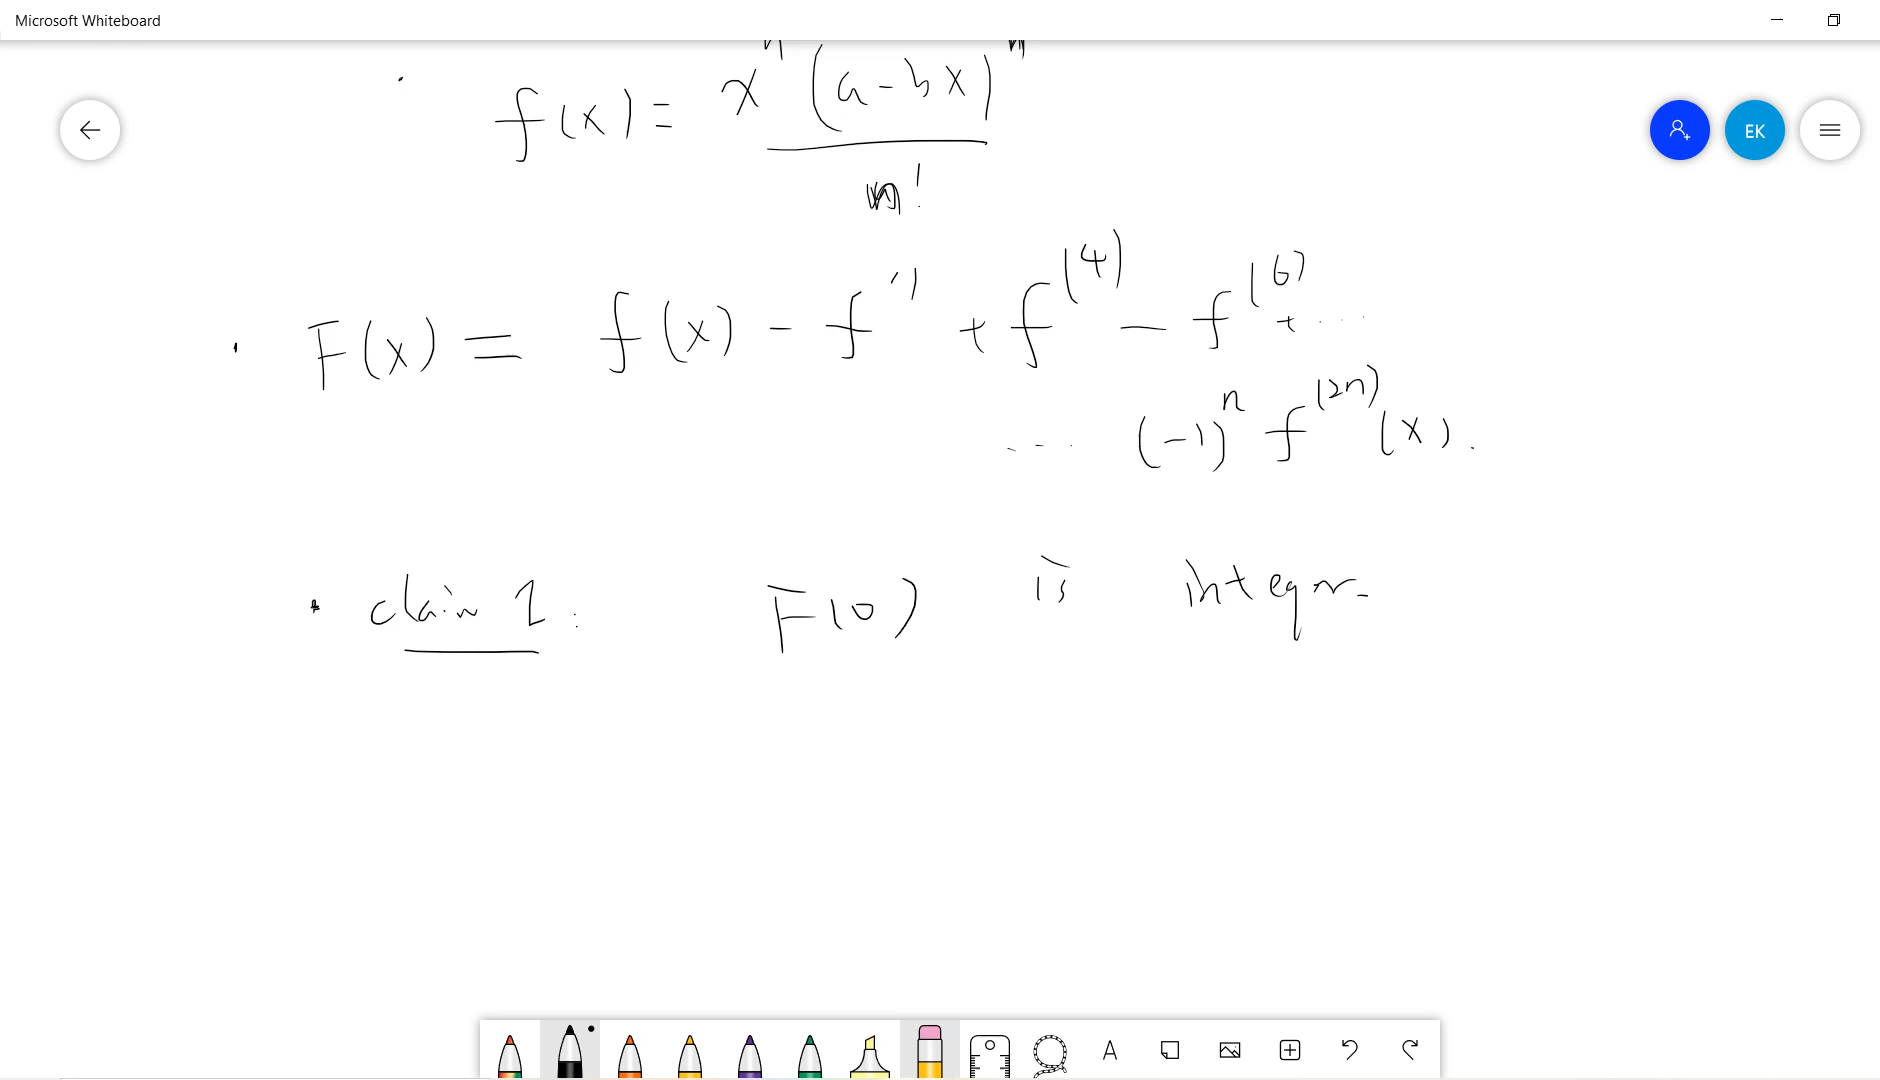 Microsoft Whiteboard
EK
f(x) = x^n (a-bx)^n / n!
F(x) = f(x) - f'' + f^(4) - f^(6) + ...
... (-1)^n f^(2n) (x).
claim 1: F(0) is integer.
A